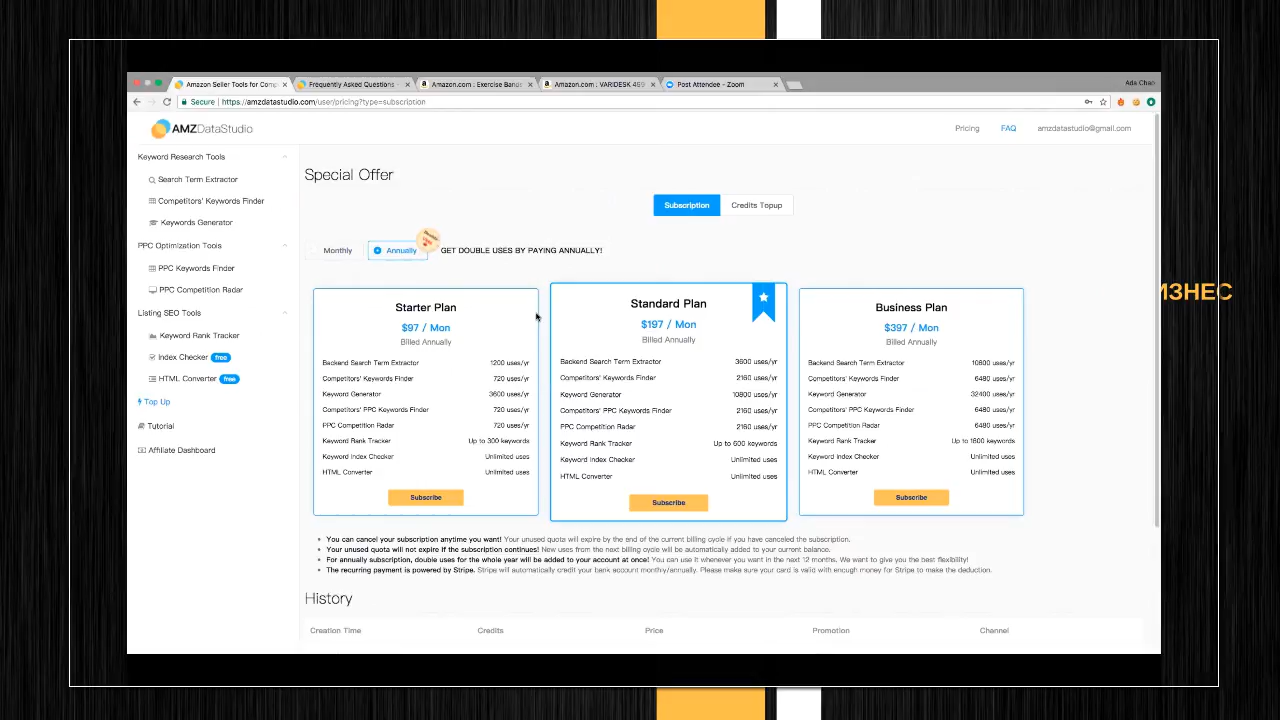 Amazon Seller Tools for Comp
Frequently Asked Questions
Amazon.com : Exercise Bands
Amazon.com: VARIDESK 469
Post Attendee - Zoom
Ada Chao
Secure
https://amzdatastudio.com/user/pricing?type=subscription
AMZDataStudio
Pricing
FAQ
amzdatastudio@gmail.com
Keyword Research Tools
Search Term Extractor
Competitors' Keywords Finder
Keywords Generator
PPC Optimization Tools
PPC Keywords Finder
PPC Competition Radar
Listing SEO Tools
Keyword Rank Tracker
Index Checker free
HTML Converter free
Top Up
Tutorial
Affiliate Dashboard
Special Offer
Subscription
Credits Topup
Monthly
Annually
GET DOUBLE USES BY PAYING ANNUALLY!
Starter Plan
$97 / Mon
Billed Annually
Backend Search Term Extractor 1200 uses/yr
Competitors' Keywords Finder 720 uses/yr
Keyword Generator 3600 uses/yr
Competitors' PPC Keywords Finder 720 uses/yr
PPC Competition Radar 720 uses/yr
Keyword Rank Tracker Up to 300 keywords
Keyword Index Checker Unlimited uses
HTML Converter Unlimited uses
Subscribe
Standard Plan
$197 / Mon
Billed Annually
Backend Search Term Extractor 3600 uses/yr
Competitors' Keywords Finder 2160 uses/yr
Keyword Generator 10800 uses/yr
Competitors' PPC Keywords Finder 2160 uses/yr
PPC Competition Radar 2160 uses/yr
Keyword Rank Tracker Up to 600 keywords
Keyword Index Checker Unlimited uses
HTML Converter Unlimited uses
Subscribe
Business Plan
$397 / Mon
Billed Annually
Backend Search Term Extractor 10800 uses/yr
Competitors' Keywords Finder 6480 uses/yr
Keyword Generator 32400 uses/yr
Competitors' PPC Keywords Finder 6480 uses/yr
PPC Competition Radar 6480 uses/yr
Keyword Rank Tracker Up to 1800 keywords
Keyword Index Checker Unlimited uses
HTML Converter Unlimited uses
Subscribe
You can cancel your subscription anytime you want! Your unused quota will expire by the end of the current billing cycle if you have canceled the subscription.
Your unused quota will not expire if the subscription continues! New uses from the next billing cycle will be automatically added to your current balance.
For annually subscription, double uses for the whole year will be added to your account at once! You can use it whenever you want in the next 12 months. We want to give you the best flexibility!
The recurring payment is powered by Stripe. Stripe will automatically credit your bank account monthly/annually. Please make sure your card is valid with enough money for Stripe to make the deduction.
History
Creation Time
Credits
Price
Promotion
Channel